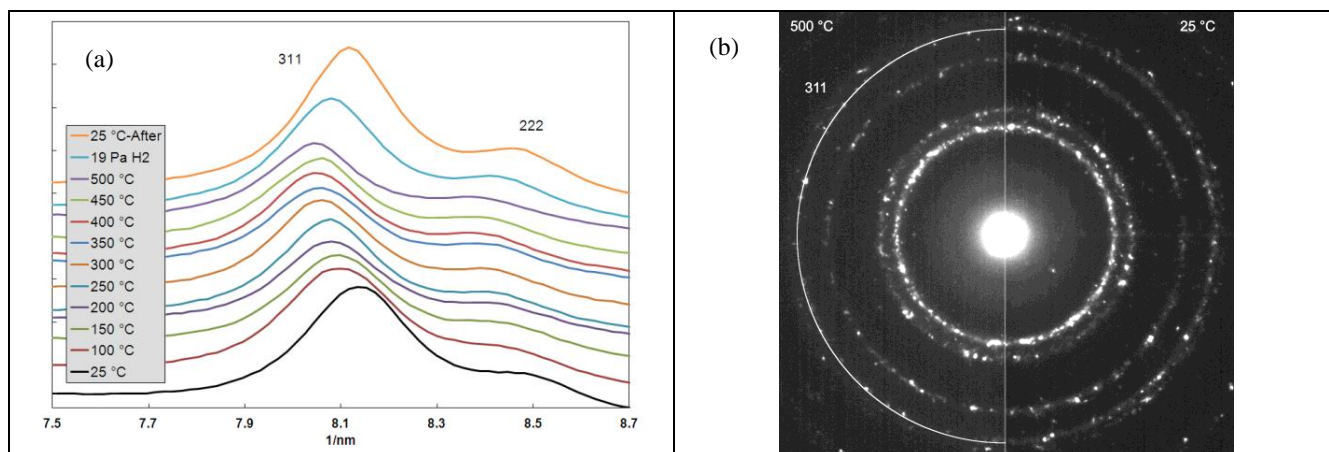 (a)
311
222
25 °C-After
19 Pa H2
500 °C
450 °C
400 °C
350 °C
300 °C
250 °C
200 °C
150 °C
100 °C
25 °C
7.5 7.7 7.9 8.1 8.3 8.5 8.7
1/nm
500 °C
25 °C
(b)
311